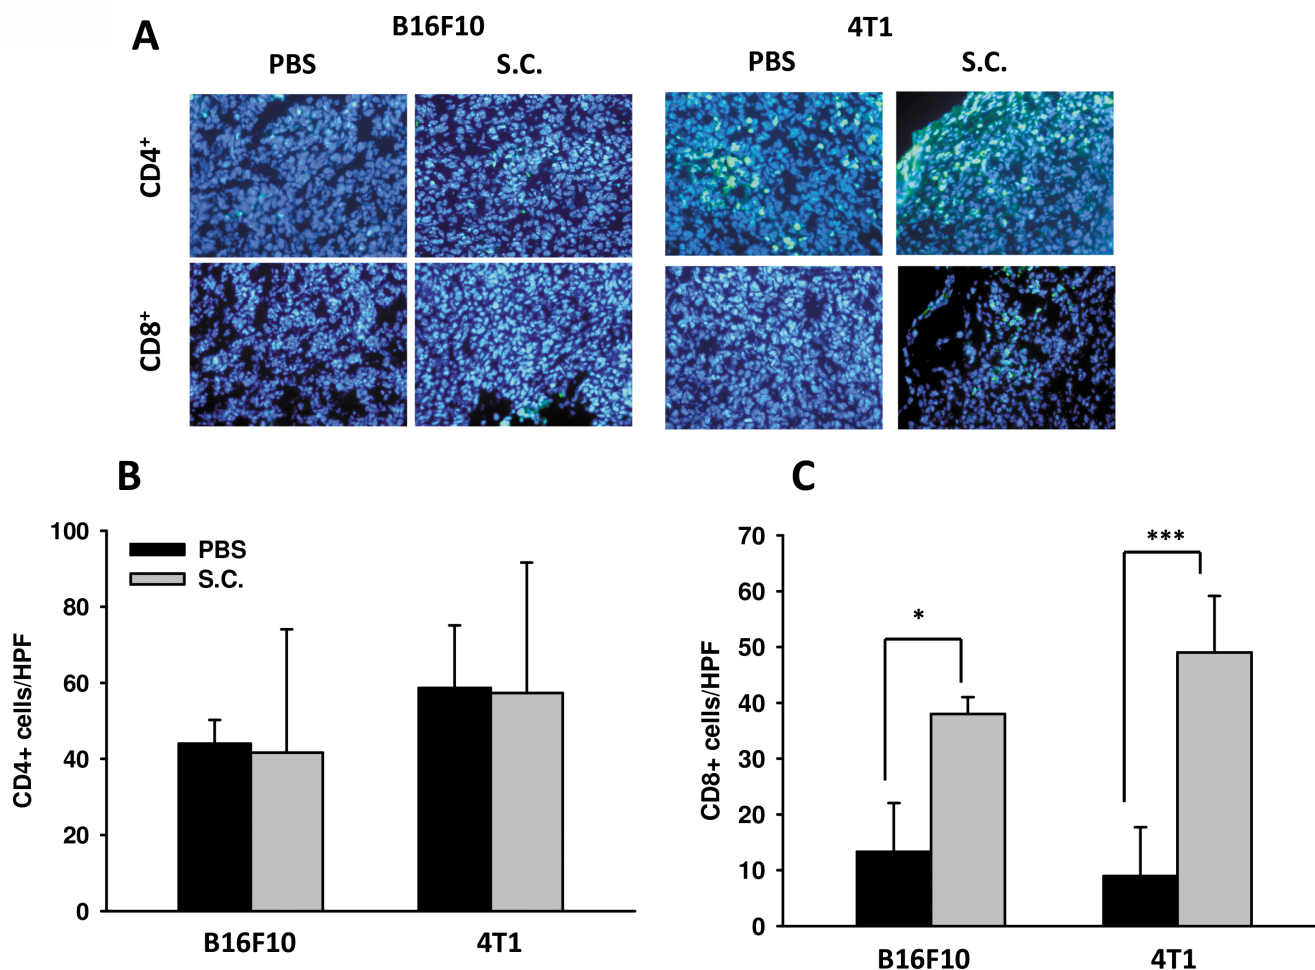 A
B16F10
4T1
PBS
S.C.
PBS
S.C.
CD4+
CD8+
B
C
CD4+ cells/HPF
100
80
60
40
20
0
PBS
S.C.
B16F10
4T1
CD8+ cells/HPF
70
60
50
40
30
20
10
0
*
***
B16F10
4T1